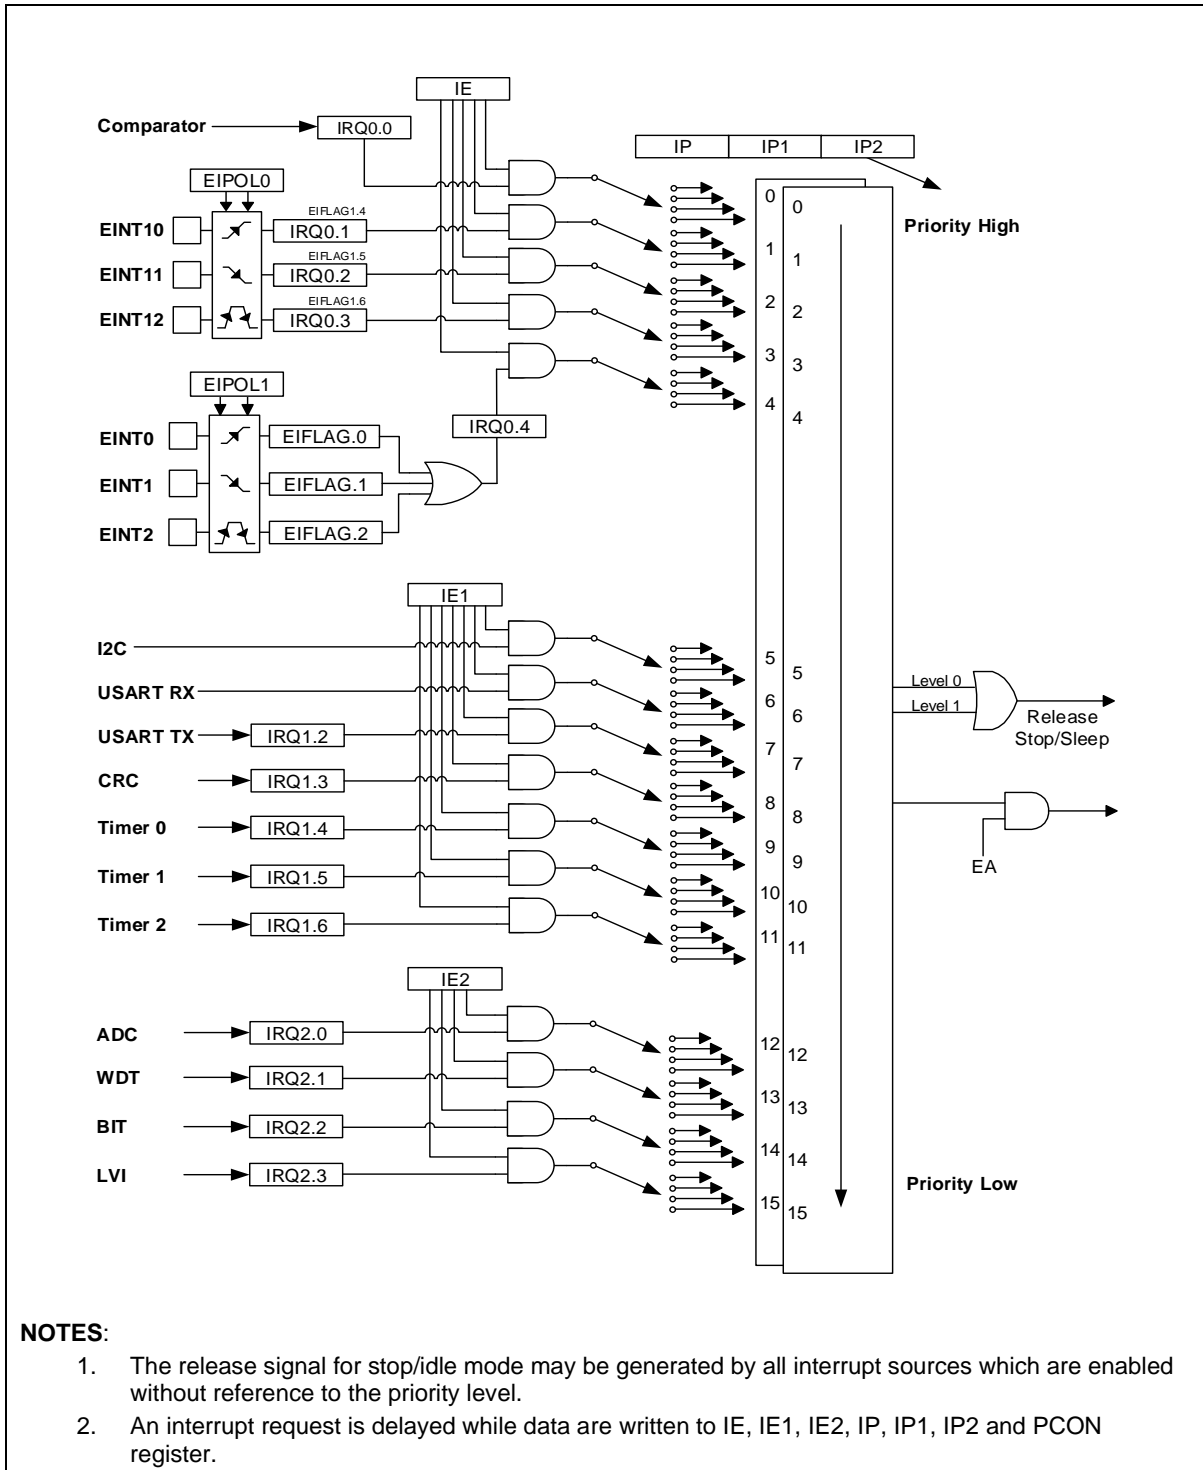 IE
Comparator
IRQ0.0
IP IP1 IP2
EIPOL0
0 0
Priority High
EINT10
EIFLAG1.4
IRQ0.1
1 1
EINT11
EIFLAG1.5
IRQ0.2
2 2
EINT12
EIFLAG1.6
IRQ0.3
3 3
EIPOL1
4 4
IRQ0.4
EINT0
EIFLAG.0
EINT1
EIFLAG.1
EINT2
EIFLAG.2
IE1
I2C
5 5
Level 0
USART RX
6 6
Level 1
Release
Stop/Sleep
USART TX
IRQ1.2
7 7
CRC
IRQ1.3
8 8
Timer 0
IRQ1.4
9 9
EA
Timer 1
IRQ1.5
10 10
Timer 2
IRQ1.6
11 11
IE2
ADC
IRQ2.0
12 12
WDT
IRQ2.1
13 13
BIT
IRQ2.2
14 14
LVI
IRQ2.3
Priority Low
15 15
NOTES:
1. The release signal for stop/idle mode may be generated by all interrupt sources which are enabled
without reference to the priority level.
2. An interrupt request is delayed while data are written to IE, IE1, IE2, IP, IP1, IP2 and PCON
register.